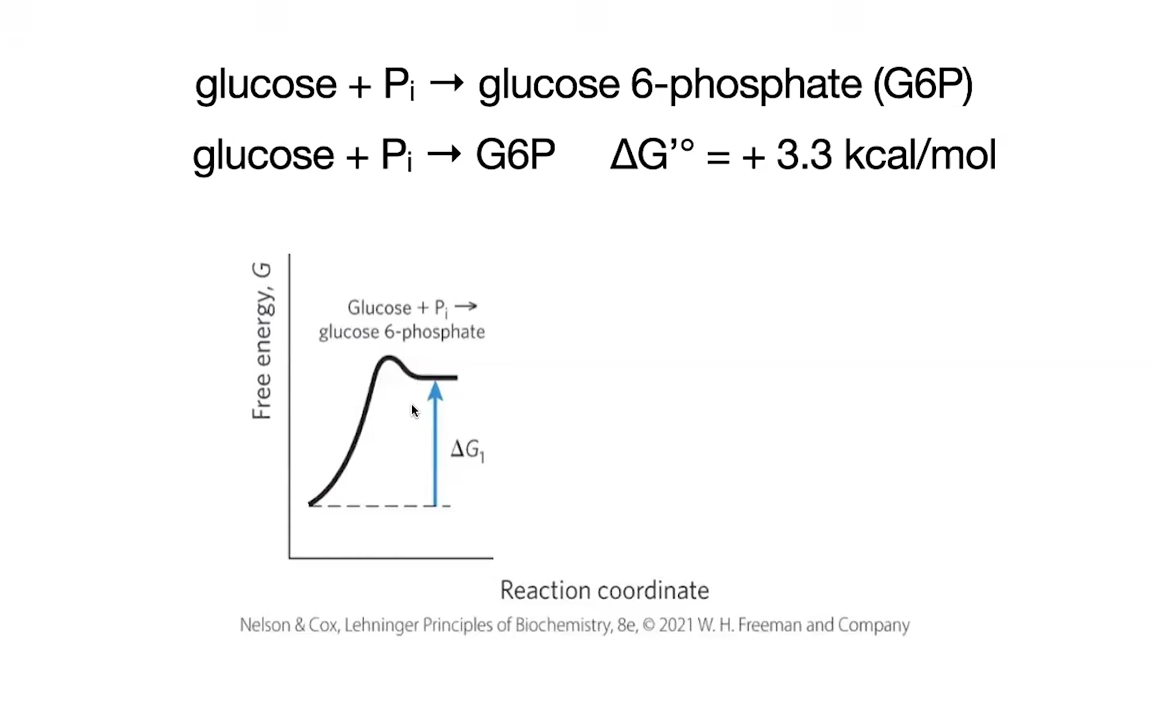 glucose + Pᵢ → glucose 6-phosphate (G6P)
glucose + Pᵢ → G6P ΔG’° = + 3.3 kcal/mol
Free energy, G
Glucose + Pᵢ →
glucose 6-phosphate
ΔG₁
Reaction coordinate
Nelson & Cox, Lehninger Principles of Biochemistry, 8e, © 2021 W. H. Freeman and Company